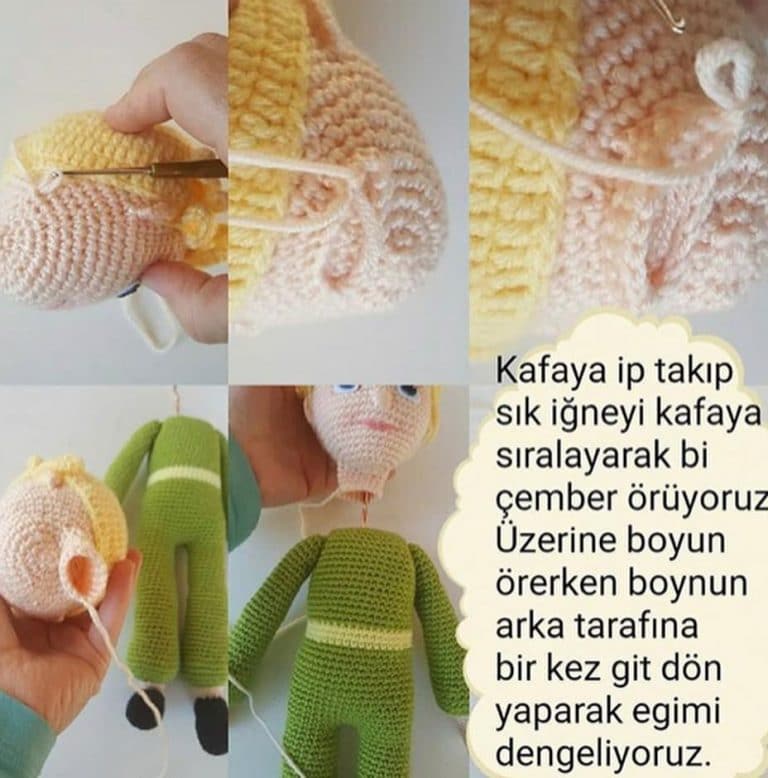 Kafaya ip takıp
sık iğneyi kafaya
sıralayarak bi
çember örüyoruz
Üzerine boyun
örerken boynun
arka tarafına
bir kez git dön
yaparak egimi
dengeliyoruz.